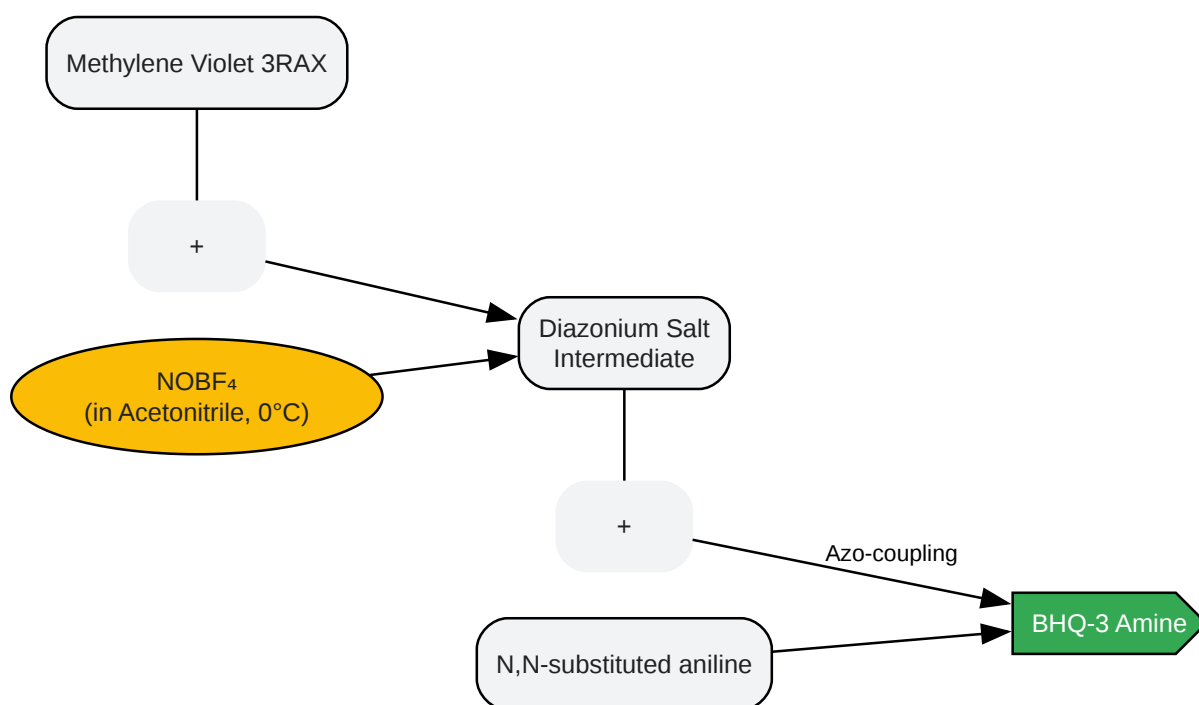 Methylene Violet 3RAX
+
NOBF₄
(in Acetonitrile, 0°C)
Diazonium Salt
Intermediate
+
Azo-coupling
N,N-substituted aniline
BHQ-3 Amine